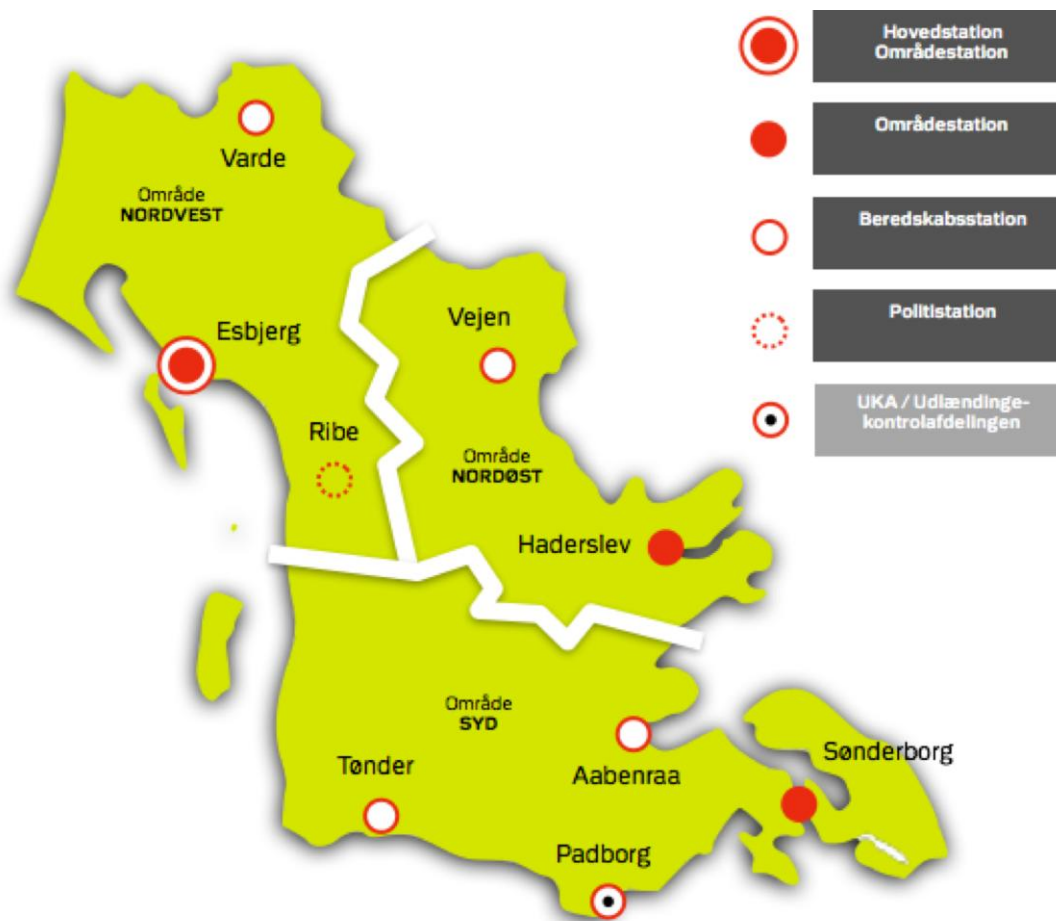 Hovedstation
Områdestation
Områdestation
Beredskabsstation
Politistation
UKA / Udlændinge-
kontrolafdelingen
Varde
Område
NORDVEST
Esbjerg
Vejen
Ribe
Område
NORDØST
Haderslev
Område
SYD
Tønder
Aabenraa
Sønderborg
Padborg